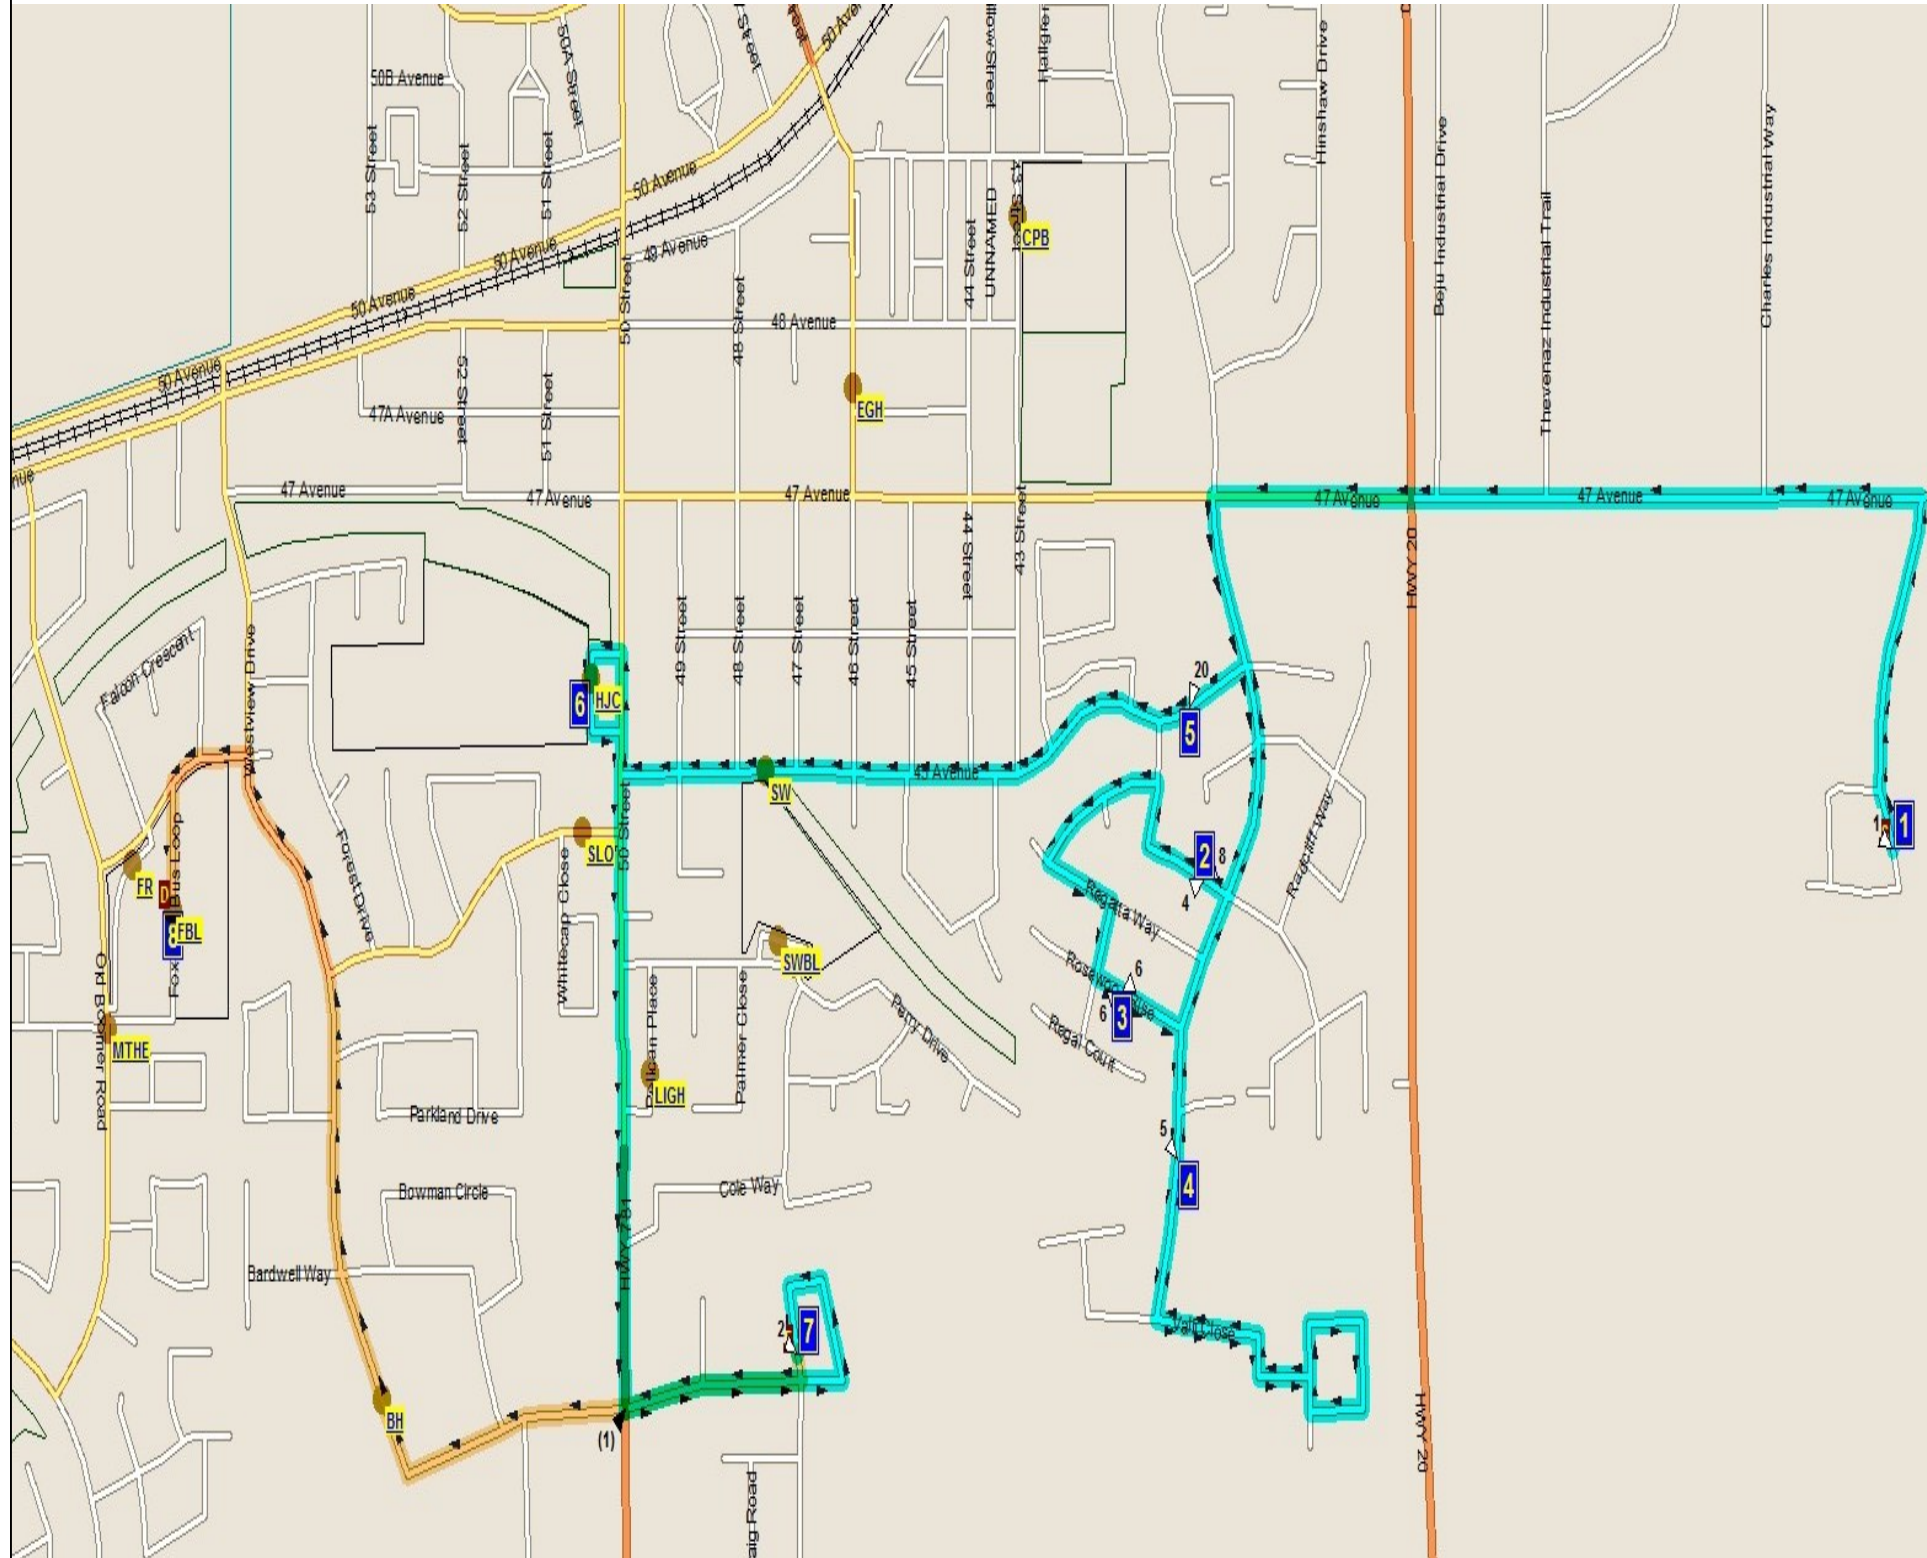 50 Avenue
50A Street
50B Avenue
53 Street
52 Street
51 Street
50 Avenue
50 Avenue
50 Avenue
50 Avenue
49 Avenue
50 Street
48 Street
48 Avenue
44 Street
UNNAMED
43 Street
CPB
Hinshaw Drive
Beju Industrial Drive
Thevenaz Industrial Trail
Charles Industrial Way
52 Street
51 Street
47A Avenue
EGH
47 Avenue
47 Avenue
47 Avenue
47 Avenue
47 Avenue
47 Avenue
44 Street
43 Street
HWY 20
49 Street
48 Street
47 Street
46 Street
45 Street
Falcon Crescent
Westview Drive
6
HJC
20
5
45 Avenue
SW
SLO
50 Street
Forest Drive
Whitecap Close
Bus Loop
FR
D
8
FBL
Fox
2
8
4
Radcliff Way
1
1
Regatta Way
SWBL
6
6
3
Regal Court
Perry Drive
Palmer Close
LIGH
MTHE
Old Boomer Road
Parkland Drive
Bowman Circle
Cole Way
5
4
HWY 781
Bardwell Way
2
7
BH
(1)
HWY 20